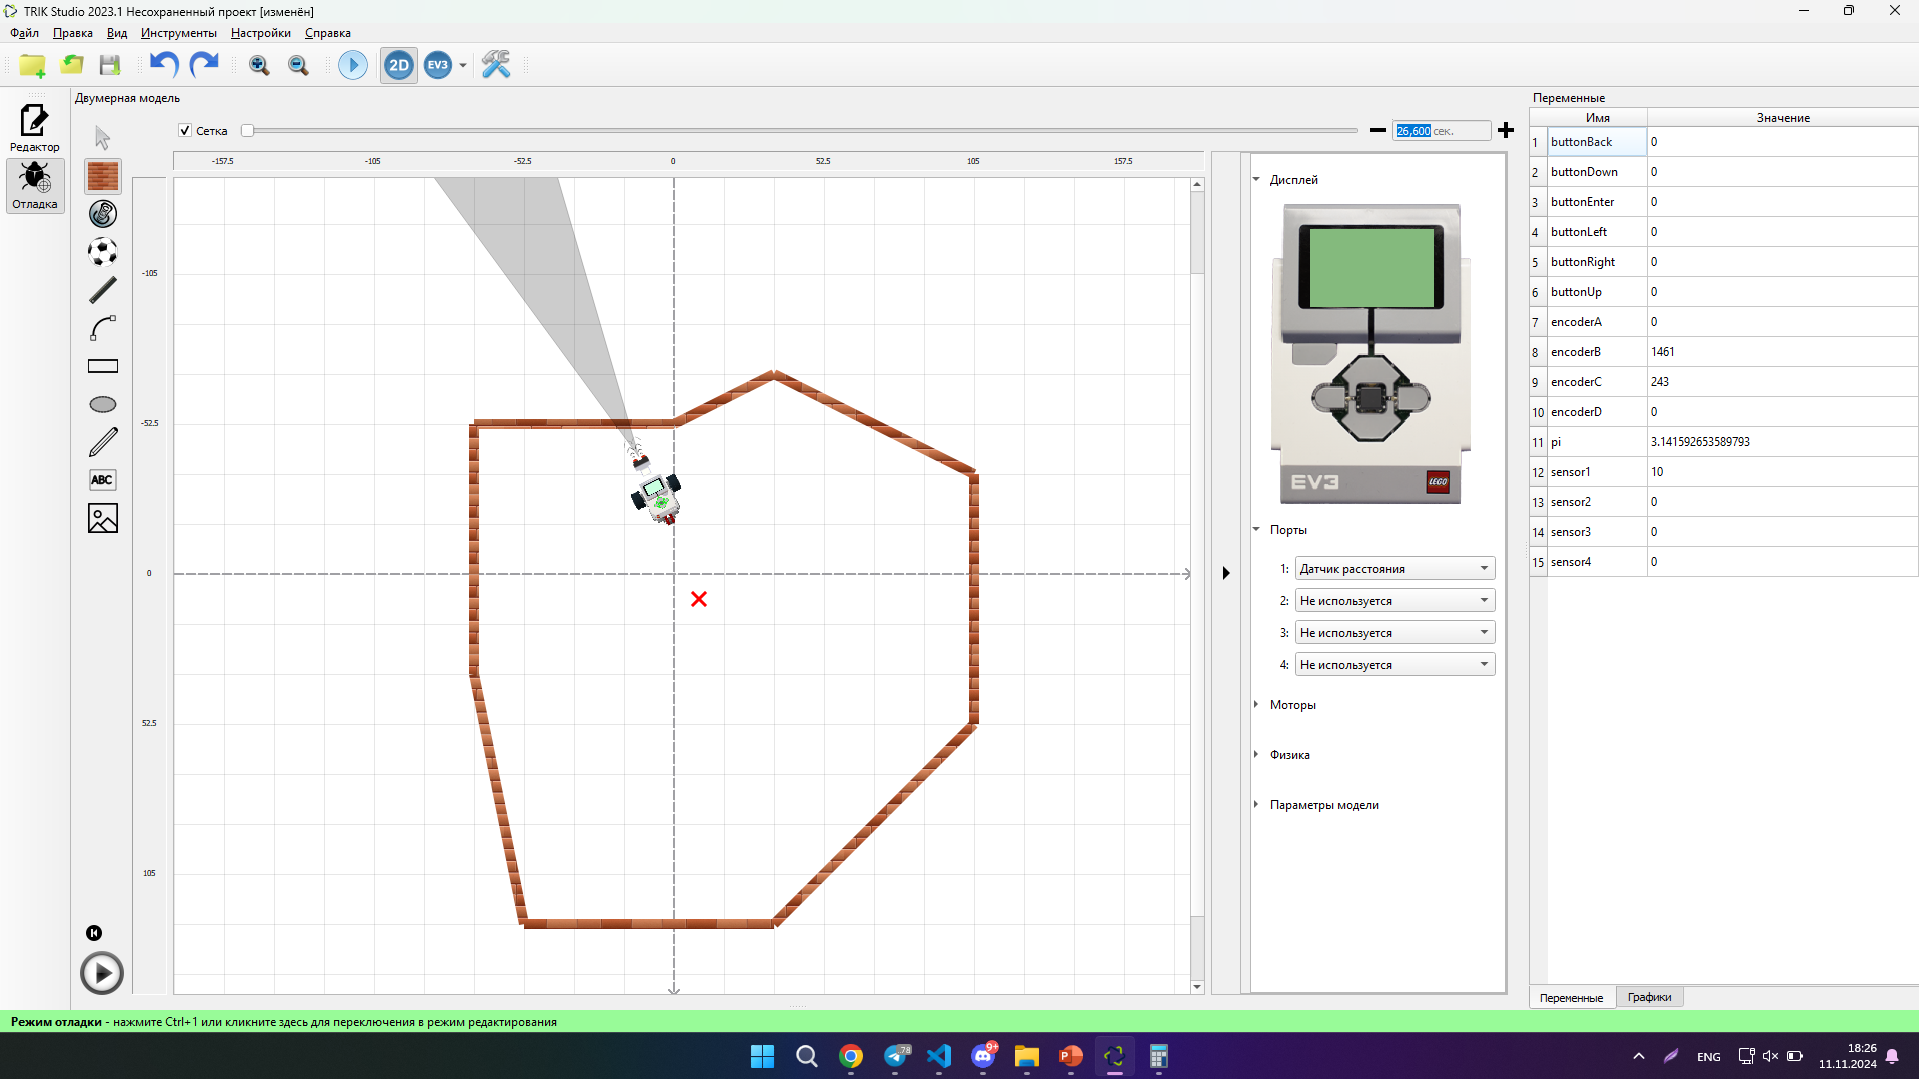 TRIK Studio 2023.1 Несохраненный проект [изменён]
Файл Правка Вид Инструменты Настройки Справка
2D EV3
Двумерная модель
Переменные
Редактор
Отладка
Сетка
26,600 сек.
-157.5 -105 -52.5 0 52.5 105 157.5
-105
-52.5
0
52.5
105
ABC
Дисплей
EV3 LEGO
Порты
1: Датчик расстояния
2: Не используется
3: Не используется
4: Не используется
Моторы
Физика
Параметры модели
Имя Значение
1 buttonBack 0
2 buttonDown 0
3 buttonEnter 0
4 buttonLeft 0
5 buttonRight 0
6 buttonUp 0
7 encoderA 0
8 encoderB 1461
9 encoderC 243
10 encoderD 0
11 pi 3.141592653589793
12 sensor1 10
13 sensor2 0
14 sensor3 0
15 sensor4 0
Переменные Графики
Режим отладки - нажмите Ctrl+1 или кликните здесь для переключения в режим редактирования
78
9+
ENG
18:26
11.11.2024